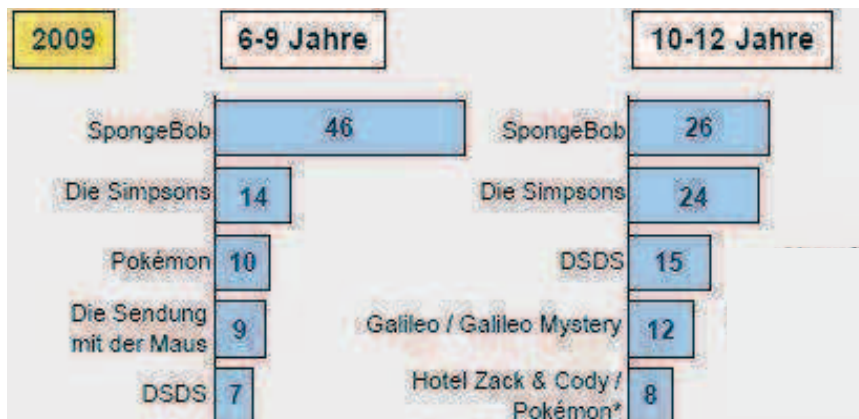 2009
6-9 Jahre
10-12 Jahre
SpongeBob 46
Die Simpsons 14
Pokémon 10
Die Sendung
mit der Maus 9
DSDS 7
SpongeBob 26
Die Simpsons 24
DSDS 15
Galileo / Galileo Mystery 12
Hotel Zack & Cody /
Pokémon* 8